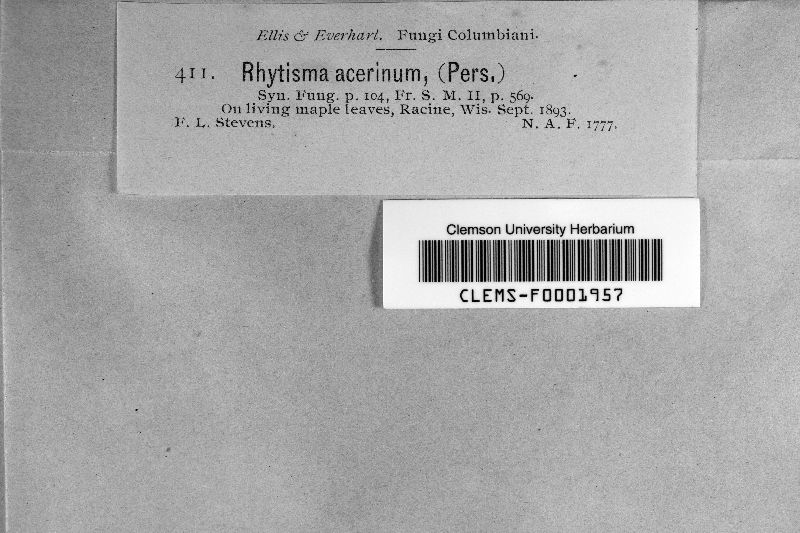 Ellis & Everhart. Fungi Columbiani.
411. Rhytisma acerinum, (Pers.)
Syn. Fung. p. 104, Fr. S. M. II, p. 569.
On living maple leaves, Racine, Wis. Sept. 1893.
F. L. Stevens. N. A. F. 1777.
Clemson University Herbarium
CLEMS-F0001957